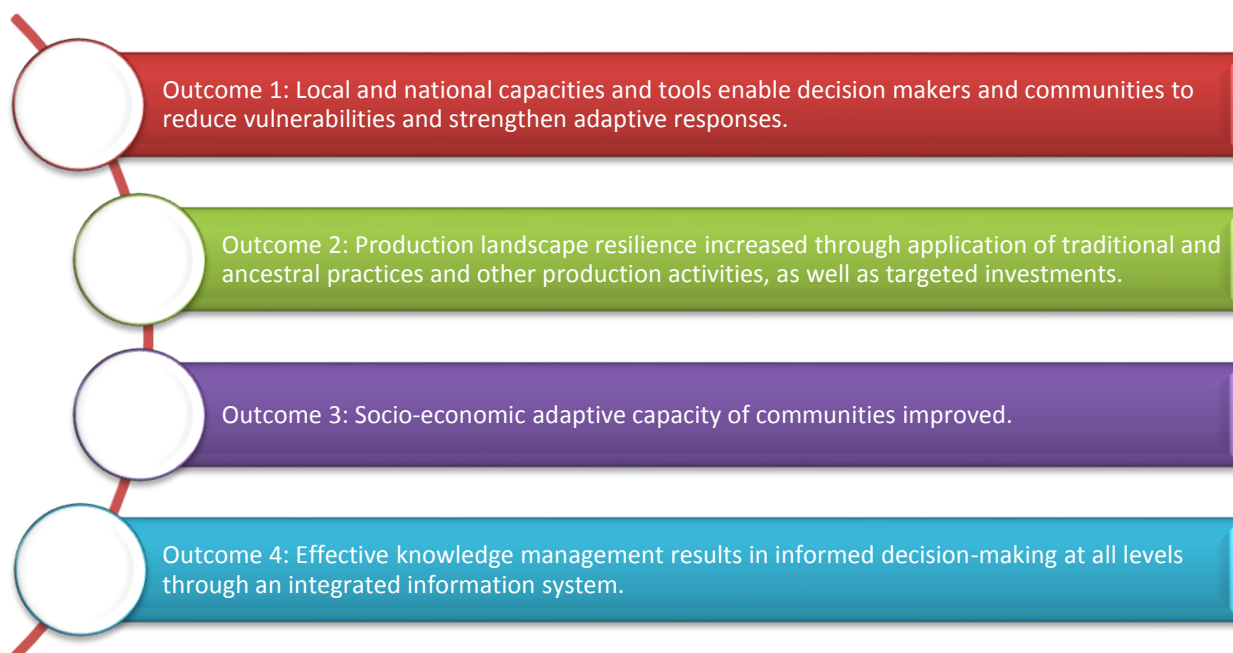 Outcome 1: Local and national capacities and tools enable decision makers and communities to
reduce vulnerabilities and strengthen adaptive responses.
Outcome 2: Production landscape resilience increased through application of traditional and
ancestral practices and other production activities, as well as targeted investments.
Outcome 3: Socio-economic adaptive capacity of communities improved.
Outcome 4: Effective knowledge management results in informed decision-making at all levels
through an integrated information system.